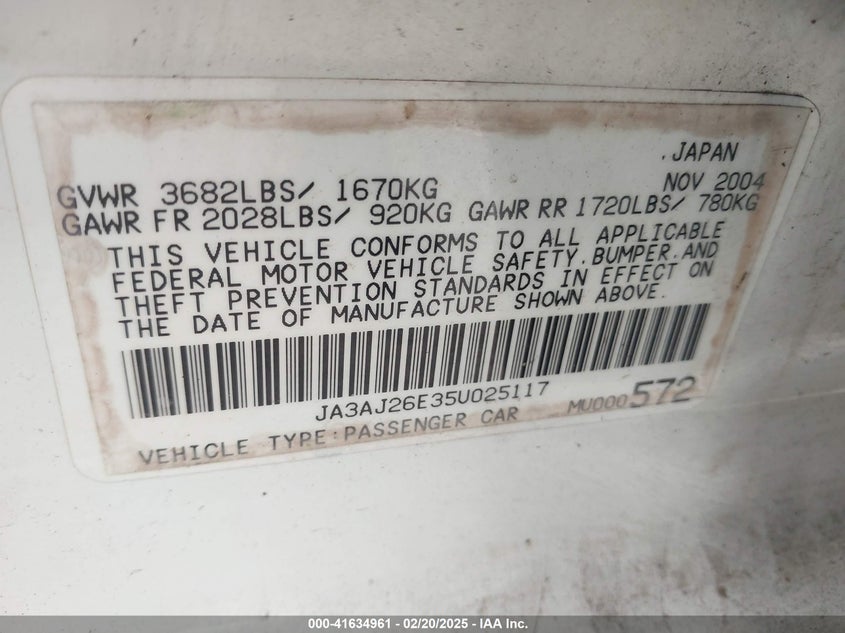 .JAPAN
GVWR 3682LBS/ 1670KG NOV 2004
GAWR FR 2028LBS/ 920KG GAWR RR 1720LBS/ 780KG
THIS VEHICLE CONFORMS TO ALL APPLICABLE
FEDERAL MOTOR VEHICLE SAFETY.BUMPER.AND
THEFT PREVENTION STANDARDS IN EFFECT ON
THE DATE OF MANUFACTURE SHOWN ABOVE.
JA3AJ26E35U025117
VEHICLE TYPE:PASSENGER CAR MU000572
000-41634961 - 02/20/2025 - IAA Inc.